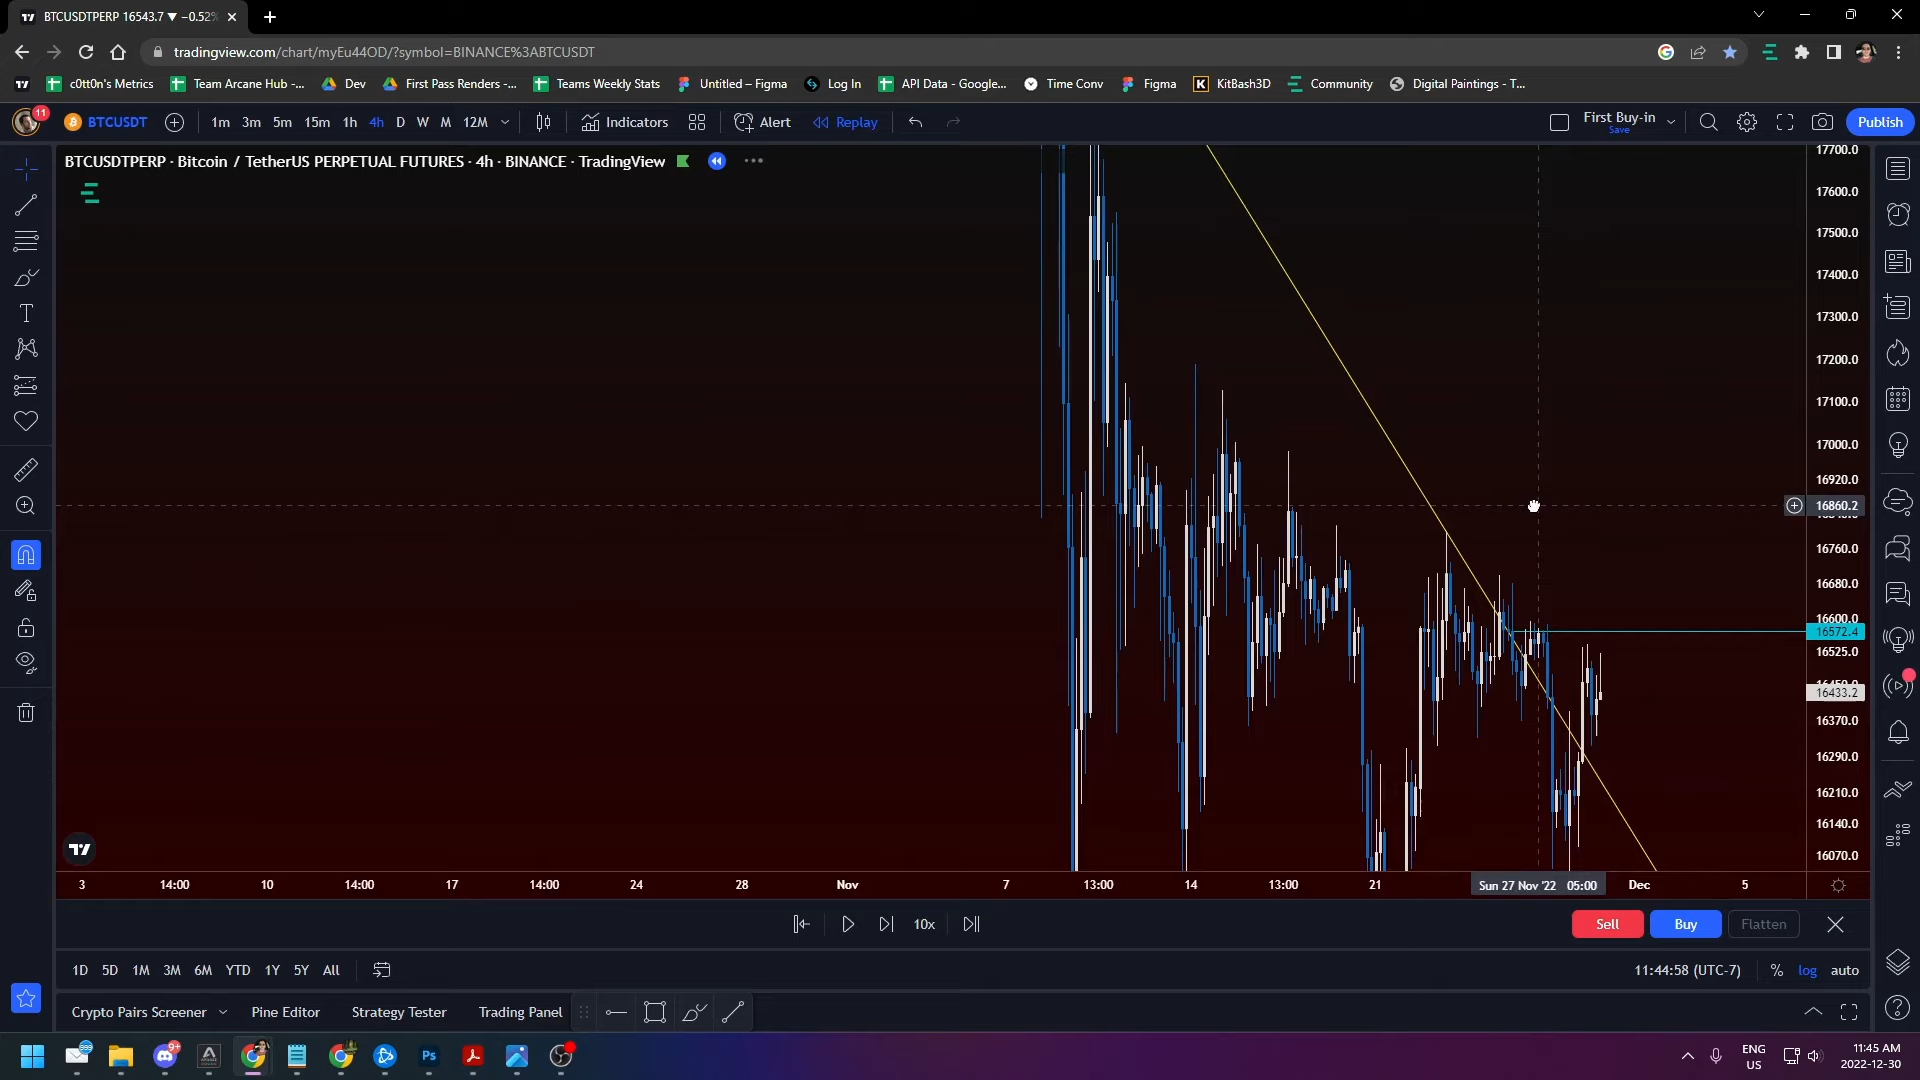 BTCUSDTPERP 16543.7 ▼ −0.52%
tradingview.com/chart/myEu44OD/?symbol=BINANCE%3ABTCUSDT
c0tt0n's Metrics
Team Arcane Hub -...
Dev
First Pass Renders -...
Teams Weekly Stats
Untitled – Figma
Log In
API Data - Google...
Time Conv
Figma
KitBash3D
Community
Digital Paintings - T...
11
BTCUSDT
1m 3m 5m 15m 1h 4h D W M 12M
Indicators
Alert
Replay
First Buy-in
Save
Publish
BTCUSDTPERP · Bitcoin / TetherUS PERPETUAL FUTURES · 4h · BINANCE · TradingView
17700.0
17600.0
17500.0
17400.0
17300.0
17200.0
17100.0
17000.0
16920.0
16860.2
16760.0
16680.0
16600.0
16572.4
16525.0
16433.2
16370.0
16290.0
16210.0
16140.0
16070.0
3 14:00 10 14:00 17 14:00 24 28 Nov 7 13:00 14 13:00 21 Sun 27 Nov '22 05:00 Dec 5
10x
Sell
Buy
Flatten
1D 5D 1M 3M 6M YTD 1Y 5Y All
11:44:58 (UTC-7)
% log auto
Crypto Pairs Screener
Pine Editor
Strategy Tester
Trading Panel
9+
Ps
ENG
US
11:45 AM
2022-12-30